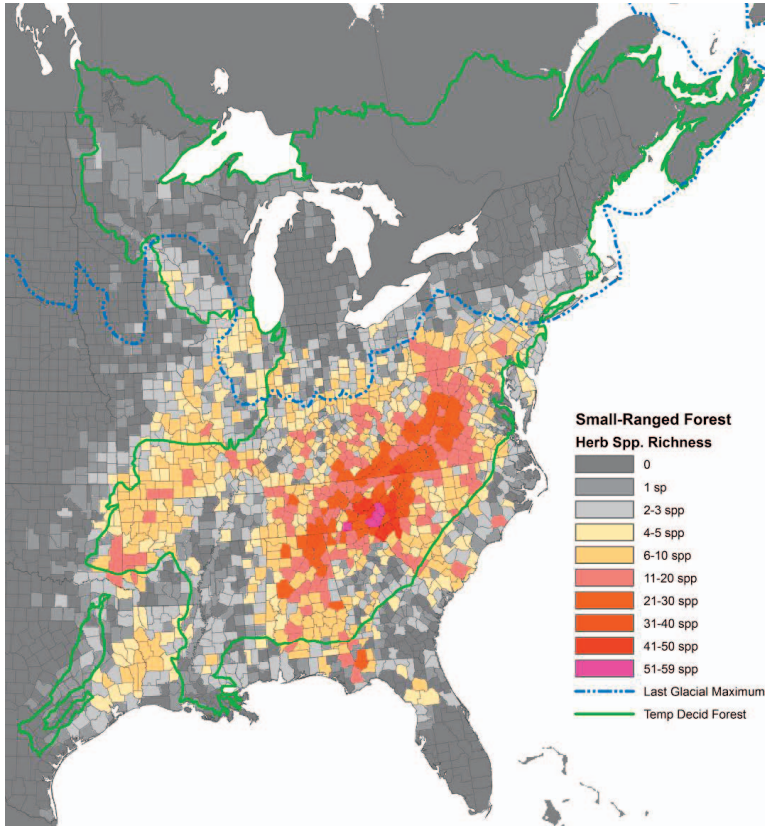 Small-Ranged Forest
Herb Spp. Richness
0
1 sp
2-3 spp
4-5 spp
6-10 spp
11-20 spp
21-30 spp
31-40 spp
41-50 spp
51-59 spp
Last Glacial Maximum
Temp Decid Forest